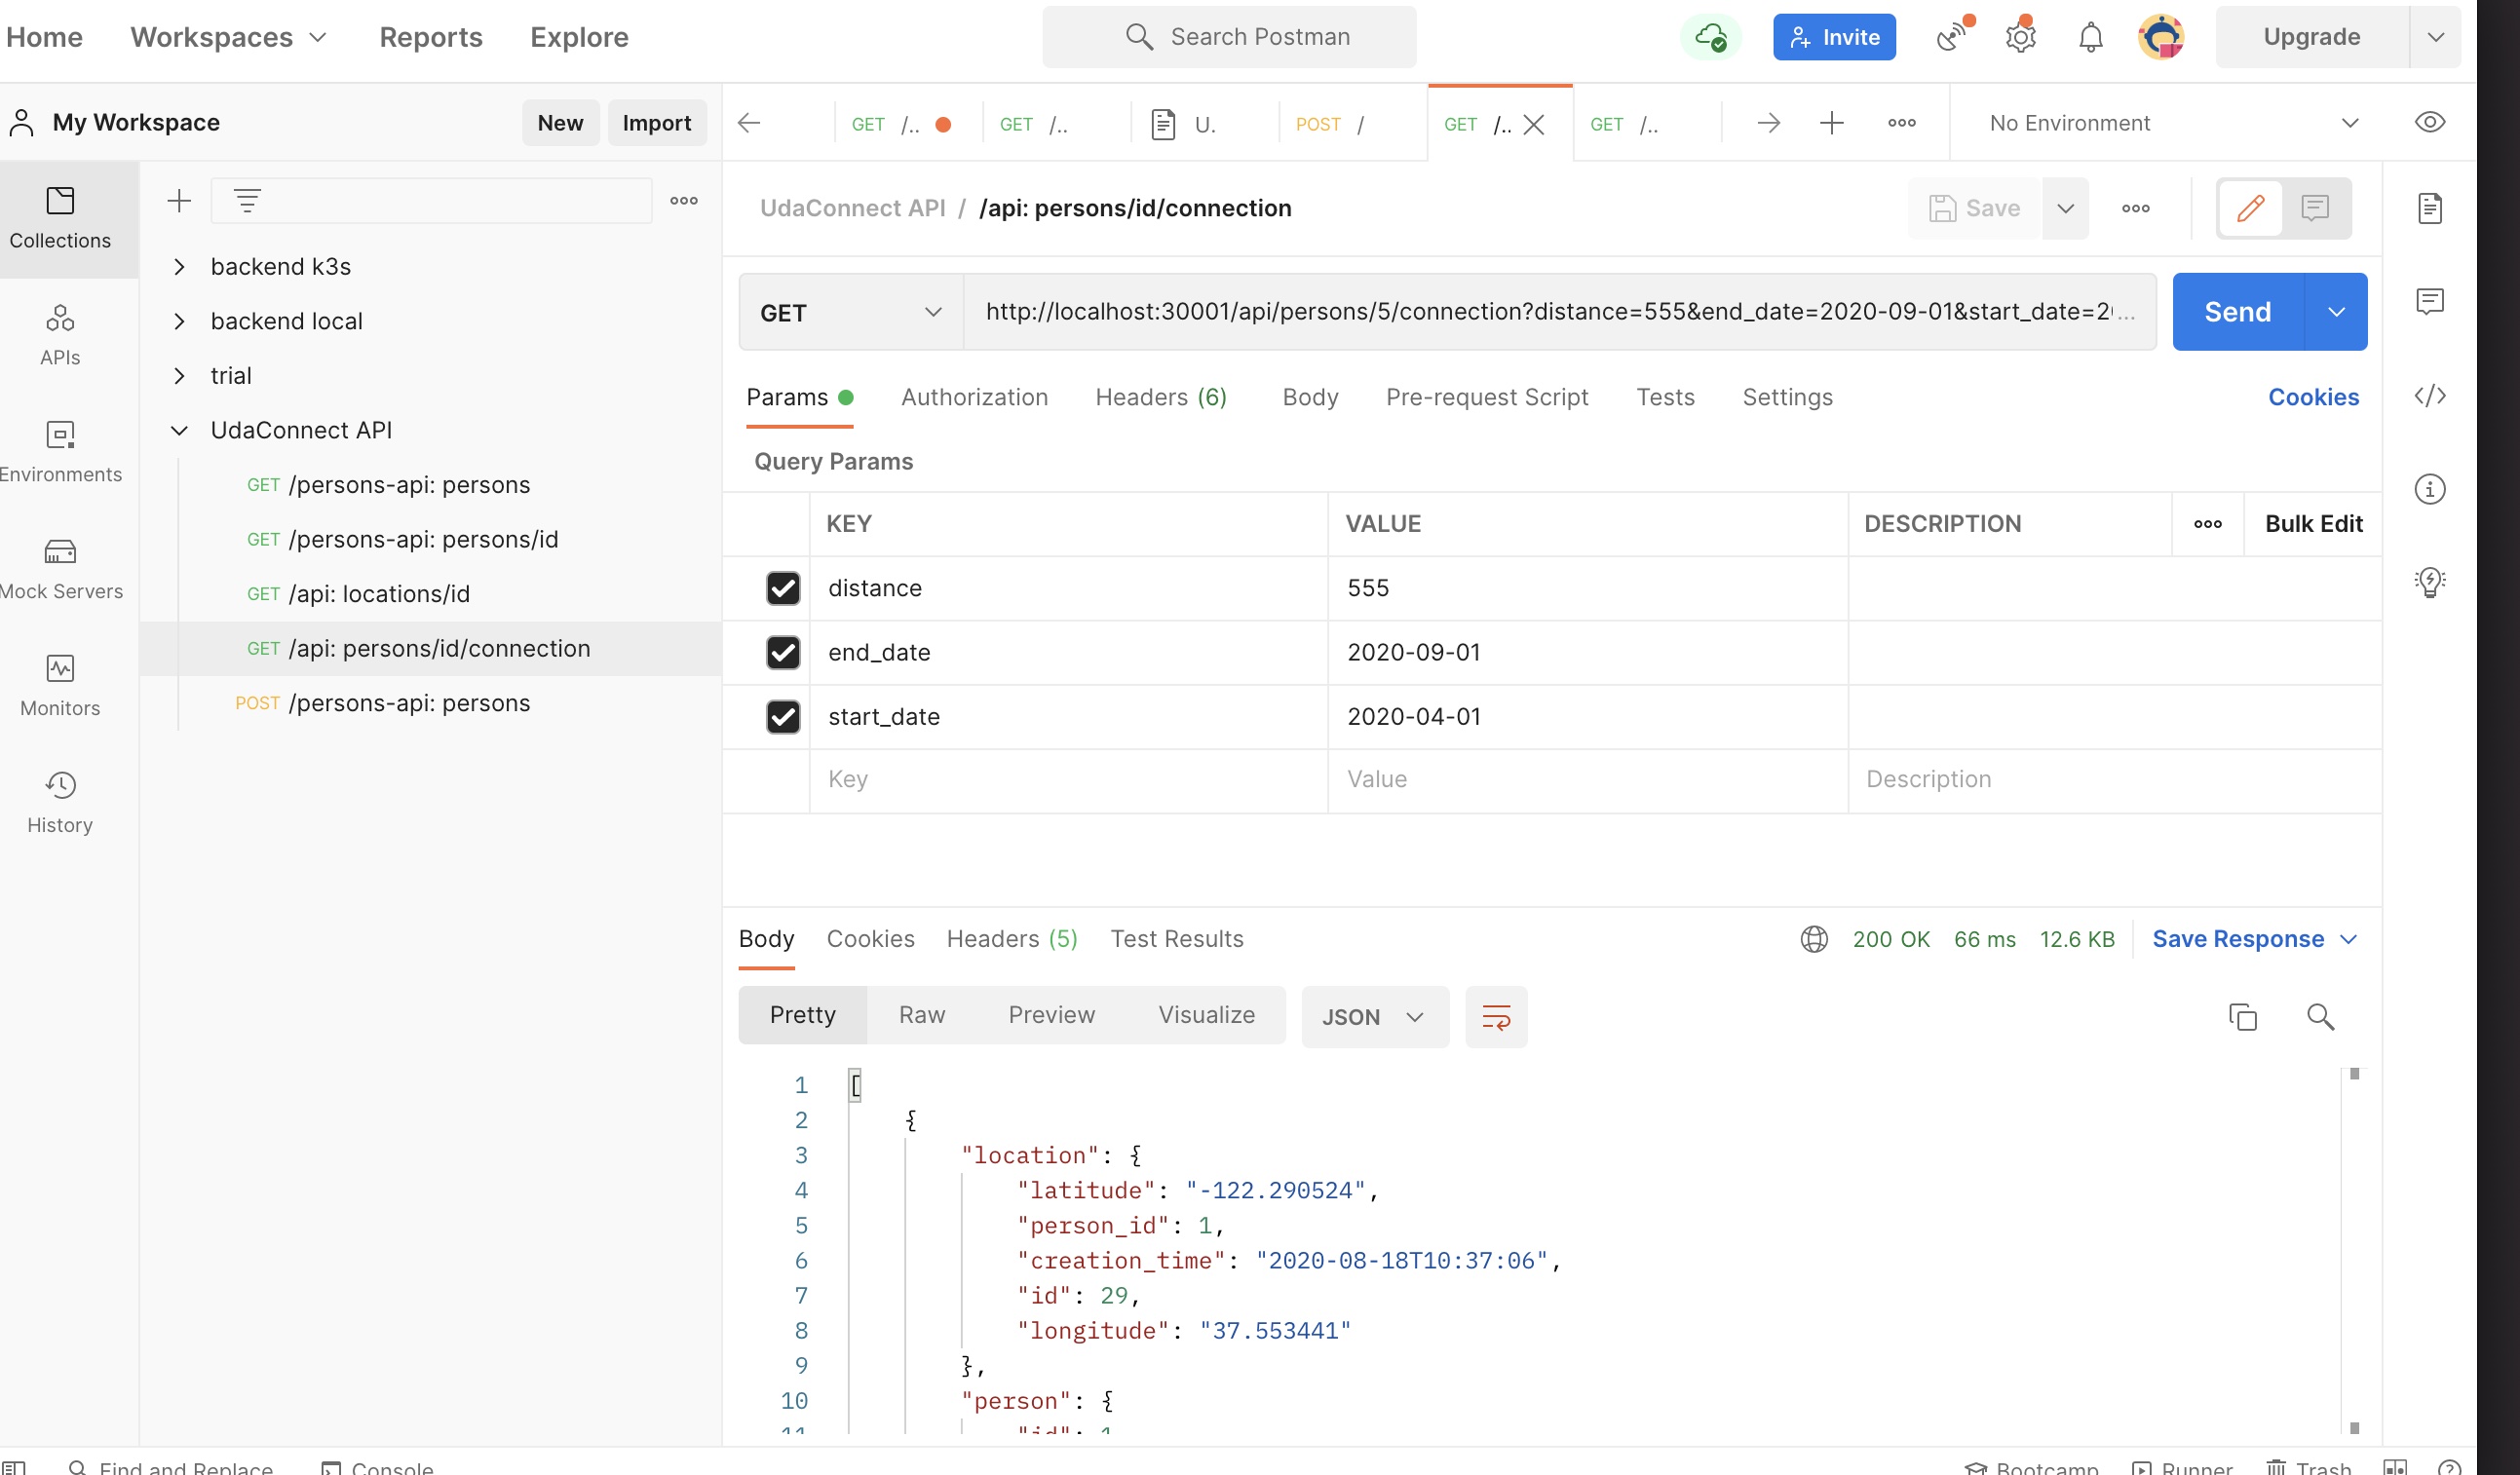 Home Workspaces Reports Explore Search Postman Invite Upgrade
My Workspace New Import GET /.. GET /.. U. POST / GET /.. GET /.. No Environment
Collections
APIs
Environments
Mock Servers
Monitors
History
backend k3s
backend local
trial
UdaConnect API
GET /persons-api: persons
GET /persons-api: persons/id
GET /api: locations/id
GET /api: persons/id/connection
POST /persons-api: persons
UdaConnect API / /api: persons/id/connection Save
GET http://localhost:30001/api/persons/5/connection?distance=555&end_date=2020-09-01&start_date=2(... Send
Params Authorization Headers (6) Body Pre-request Script Tests Settings Cookies
Query Params
KEY VALUE DESCRIPTION Bulk Edit
distance 555
end_date 2020-09-01
start_date 2020-04-01
Key Value Description
Body Cookies Headers (5) Test Results 200 OK 66 ms 12.6 KB Save Response
Pretty Raw Preview Visualize JSON
1 [
2 {
3 "location": {
4 "latitude": "-122.290524",
5 "person_id": 1,
6 "creation_time": "2020-08-18T10:37:06",
7 "id": 29,
8 "longitude": "37.553441"
9 },
10 "person": {
11 "id": 1
Find and Replace Console Bootcamp Runner Trash